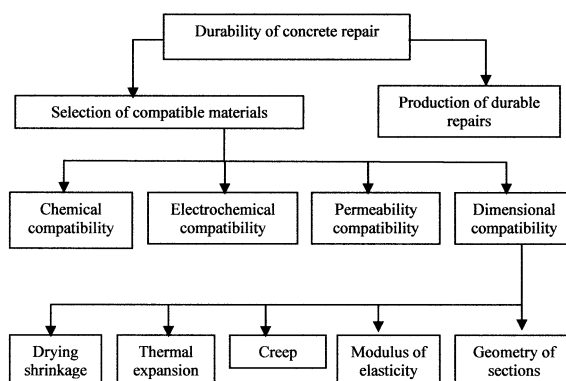 Durability of concrete repair
Selection of compatible materials
Production of durable
repairs
Chemical
compatibility
Electrochemical
compatibility
Permeability
compatibility
Dimensional
compatibility
Drying
shrinkage
Thermal
expansion
Creep
Modulus of
elasticity
Geometry of
sections